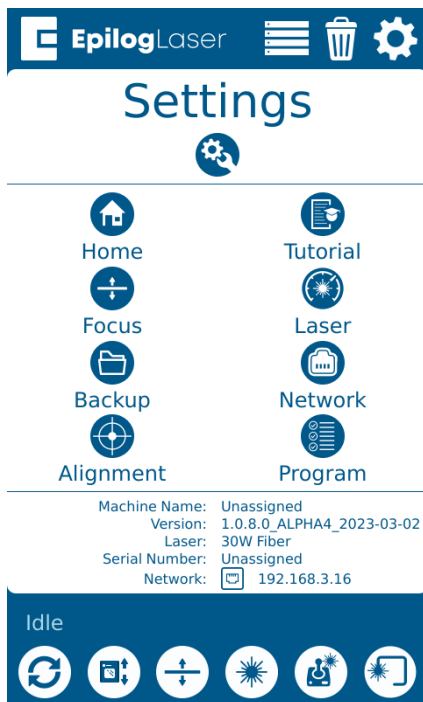 EpilogLaser
Settings
Home Tutorial
Focus Laser
Backup Network
Alignment Program
Machine Name: Unassigned
Version: 1.0.8.0_ALPHA4_2023-03-02
Laser: 30W Fiber
Serial Number: Unassigned
Network: 192.168.3.16
Idle